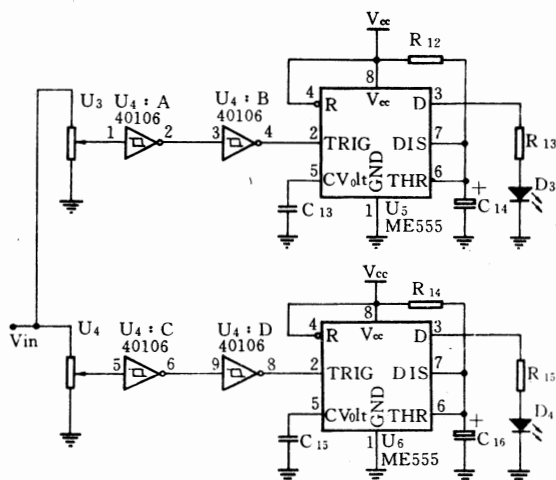 Vcc
R12
4
8
R
Vcc
D
3
U3
U4:A
40106
U4:B
40106
1
2
3
4
2
TRIG
DIS
7
R13
5
CVolt
GND
THR
6
+
D3
C13
1
U5
ME555
C14
Vcc
R14
4
8
R
Vcc
D
3
Vin
U4
U4:C
40106
U4:D
40106
5
6
9
8
2
TRIG
DIS
7
R15
5
CVolt
GND
THR
6
+
D4
C15
1
U6
ME555
C16